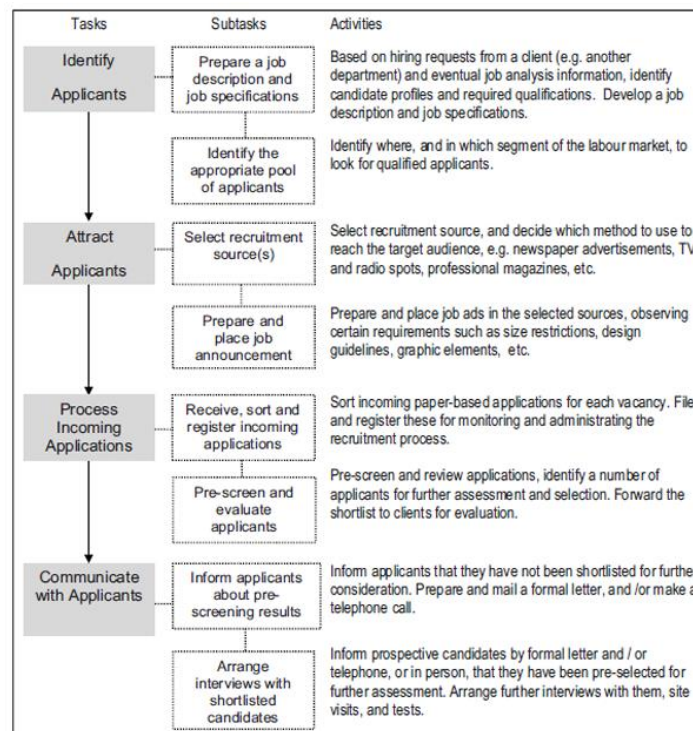 Tasks
Subtasks
Activities
Identify
Applicants
Prepare a job
description and
job specifications
Based on hiring requests from a client (e.g. another
department) and eventual job analysis information, identify
candidate profiles and required qualifications. Develop a job
description and job specifications.
Identify the
appropriate pool
of applicants
Identify where, and in which segment of the labour market, to
look for qualified applicants.
Attract
Applicants
Select recruitment
source(s)
Select recruitment source, and decide which method to use to
reach the target audience, e.g. newspaper advertisements, TV
and radio spots, professional magazines, etc.
Prepare and
place job
announcement
Prepare and place job ads in the selected sources, observing
certain requirements such as size restrictions, design
guidelines, graphic elements, etc.
Process
Incoming
Applications
Receive, sort and
register incoming
applications
Sort incoming paper-based applications for each vacancy. File
and register these for monitoring and administrating the
recruitment process.
Pre-screen and
evaluate
applicants
Pre-screen and review applications, identify a number of
applicants for further assessment and selection. Forward the
shortlist to clients for evaluation.
Communicate
with Applicants
Inform applicants
about pre-
screening results
Inform applicants that they have not been shortlisted for further
consideration. Prepare and mail a formal letter, and /or make a
telephone call.
Arrange
interviews with
shortlisted
candidates
Inform prospective candidates by formal letter and / or
telephone, or in person, that they have been pre-selected for
further assessment. Arrange further interviews with them, site
visits, and tests.